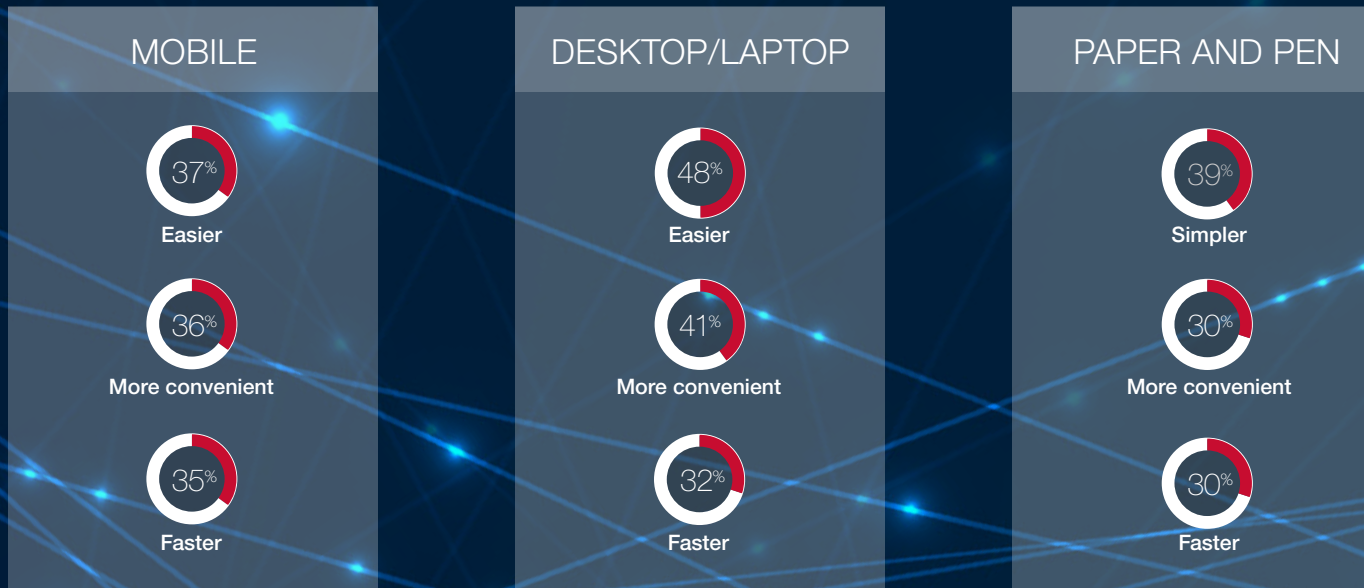 MOBILE
37%
Easier
36%
More convenient
35%
Faster
DESKTOP/LAPTOP
48%
Easier
41%
More convenient
32%
Faster
PAPER AND PEN
39%
Simpler
30%
More convenient
30%
Faster